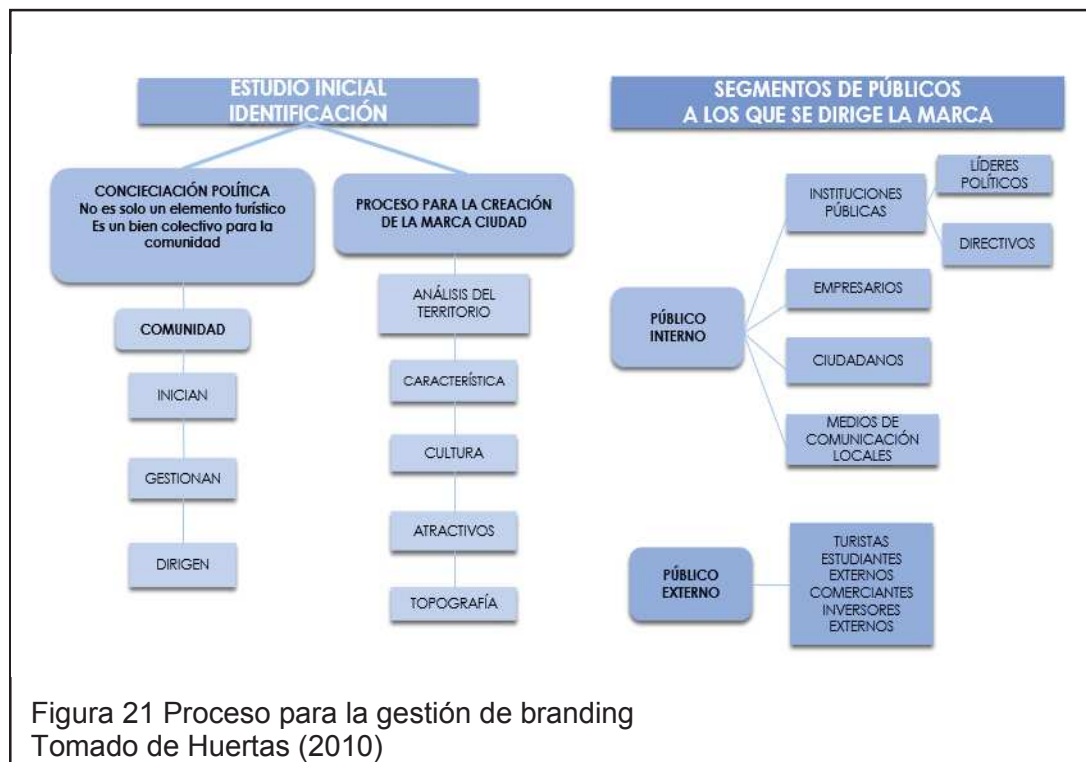 ESTUDIO INICIAL
IDENTIFICACIÓN
CONCIECIACIÓN POLÍTICA
No es solo un elemento turístico
Es un bien colectivo para la
comunidad
COMUNIDAD
INICIAN
GESTIONAN
DIRIGEN
PROCESO PARA LA CREACIÓN
DE LA MARCA CIUDAD
ANÁLISIS DEL
TERRITORIO
CARACTERÍSTICA
CULTURA
ATRACTIVOS
TOPOGRAFÍA
SEGMENTOS DE PÚBLICOS
A LOS QUE SE DIRIGE LA MARCA
PÚBLICO
INTERNO
INSTITUCIONES
PÚBLICAS
LÍDERES
POLÍTICOS
DIRECTIVOS
EMPRESARIOS
CIUDADANOS
MEDIOS DE
COMUNICACIÓN
LOCALES
PÚBLICO
EXTERNO
TURISTAS
ESTUDIANTES
EXTERNOS
COMERCIANTES
INVERSORES
EXTERNOS
Figura 21 Proceso para la gestión de branding
Tomado de Huertas (2010)